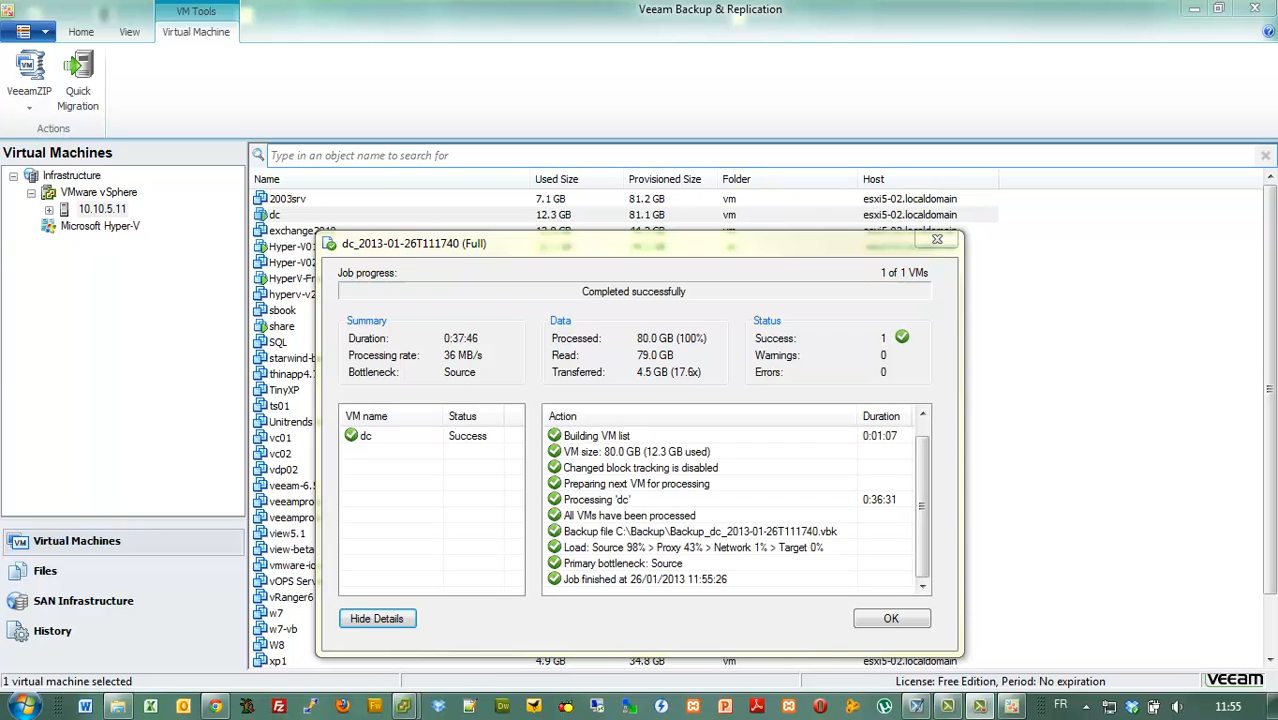 VM Tools
Veeam Backup & Replication
Home View Virtual Machine
VeeamZIP Quick Migration
Actions
Virtual Machines
Type in an object name to search for
Infrastructure
VMware vSphere
10.10.5.11
Microsoft Hyper-V
Name Used Size Provisioned Size Folder Host
2003srv 7.1 GB 81.2 GB vm esxi5-02.localdomain
dc 12.3 GB 81.1 GB vm esxi5-02.localdomain
vm esxi5-02.localdomain
Hyper-V01
Hyper-V02
HyperV-Fr
hyperv-v2
sbook
share
SQL
starwind-b
thinapp4.7
TinyXP
ts01
Unitrends
vc01
vc02
vdp02
veeam-6.5
veeampro
veeampro
view5.1
view-beta
vmware-io
vOPS Serv
vRanger6
w7
w7-vb
W8
xp1 4.9 GB 34.8 GB vm esxi5-02.localdomain
dc_2013-01-26T111740 (Full)
Job progress: 1 of 1 VMs
Completed successfully
Summary
Duration: 0:37:46
Processing rate: 36 MB/s
Bottleneck: Source
Data
Processed: 80.0 GB (100%)
Read: 79.0 GB
Transferred: 4.5 GB (17.6x)
Status
Success: 1
Warnings: 0
Errors: 0
VM name Status
dc Success
Action Duration
Building VM list 0:01:07
VM size: 80.0 GB (12.3 GB used)
Changed block tracking is disabled
Preparing next VM for processing
Processing 'dc' 0:36:31
All VMs have been processed
Backup file C:\Backup\Backup_dc_2013-01-26T111740.vbk
Load: Source 98% > Proxy 43% > Network 1% > Target 0%
Primary bottleneck: Source
Job finished at 26/01/2013 11:55:26
Hide Details OK
Virtual Machines
Files
SAN Infrastructure
History
1 virtual machine selected
License: Free Edition, Period: No expiration
veeam
FR 11:55